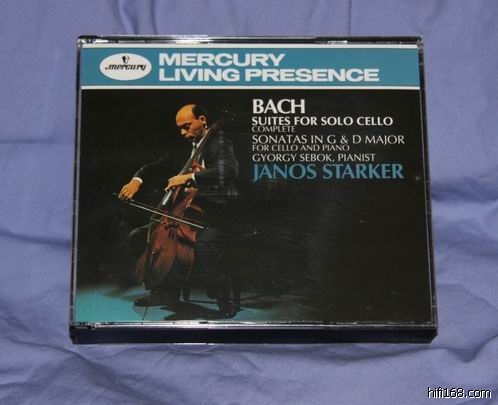 mercury
MERCURY
LIVING PRESENCE
BACH
SUITES FOR SOLO CELLO
COMPLETE
SONATAS IN G & D MAJOR
FOR CELLO AND PIANO
GYORGY SEBOK, PIANIST
JANOS STARKER
hifi168.com